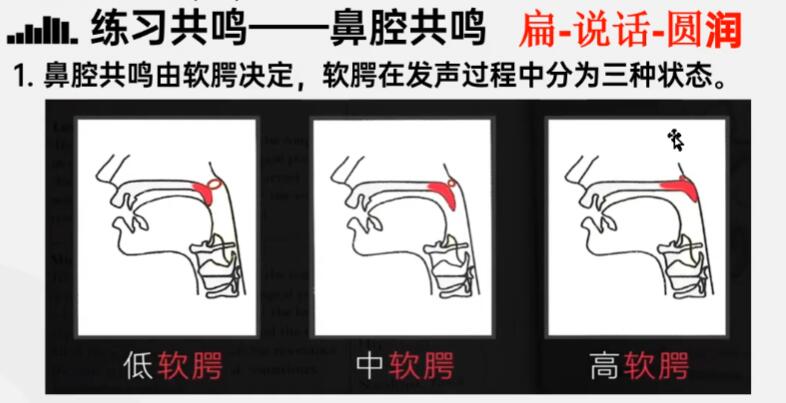 练习共鸣——鼻腔共鸣 扁-说话-圆润
1. 鼻腔共鸣由软腭决定，软腭在发声过程中分为三种状态。
低软腭 中软腭 高软腭